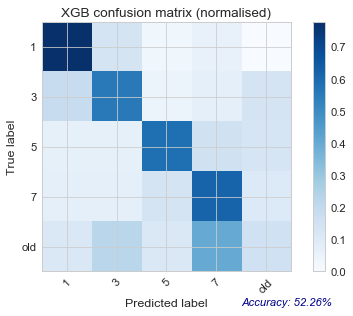 XGB confusion matrix (normalised)
1
3
5
7
old
True label
1
3
5
7
old
Predicted label
0.7
0.6
0.5
0.4
0.3
0.2
0.1
0.0
Accuracy: 52.26%